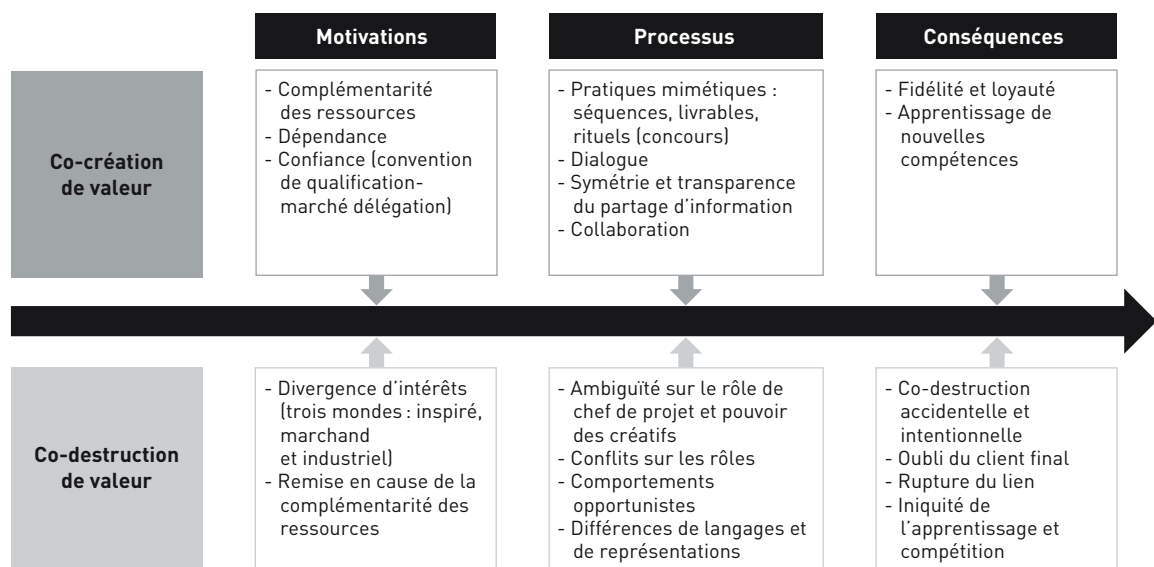 Motivations
Processus
Conséquences
Co-création
de valeur
- Complémentarité
des ressources
- Dépendance
- Confiance (convention
de qualification-
marché délégation)
- Pratiques mimétiques :
séquences, livrables,
rituels (concours)
- Dialogue
- Symétrie et transparence
du partage d’information
- Collaboration
- Fidélité et loyauté
- Apprentissage de
nouvelles
compétences
Co-destruction
de valeur
- Divergence d’intérêts
(trois mondes : inspiré,
marchand
et industriel)
- Remise en cause de la
complémentarité des
ressources
- Ambiguïté sur le rôle de
chef de projet et pouvoir
des créatifs
- Conflits sur les rôles
- Comportements
opportunistes
- Différences de langages et
de représentations
- Co-destruction
accidentelle et
intentionnelle
- Oubli du client final
- Rupture du lien
- Iniquité de
l’apprentissage et
compétition